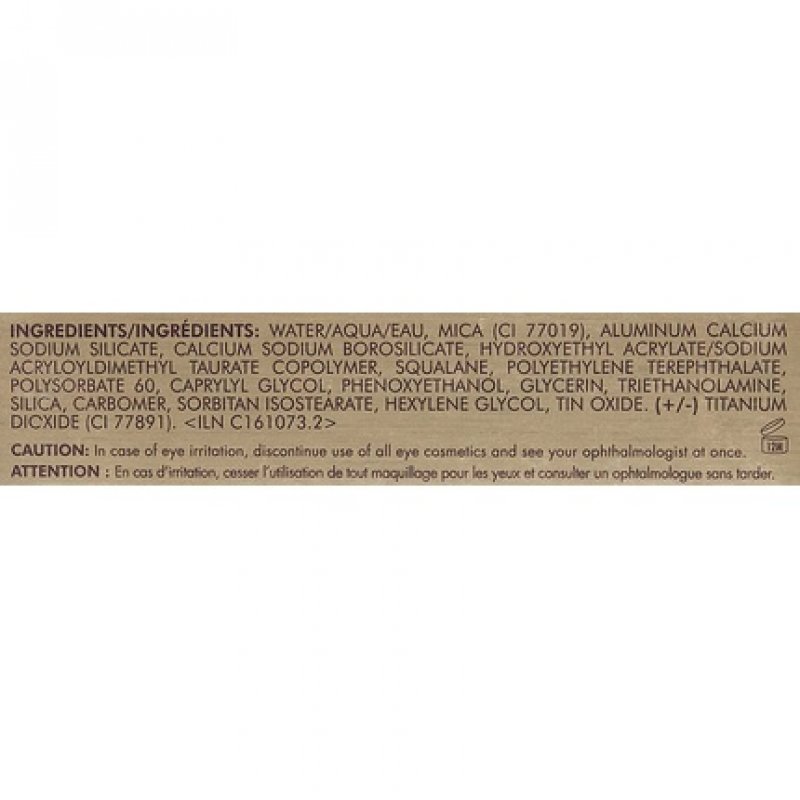 INGREDIENTS/INGRÉDIENTS: WATER/AQUA/EAU, MICA (CI 77019), ALUMINUM CALCIUM
SODIUM SILICATE, CALCIUM SODIUM BOROSILICATE, HYDROXYETHYL ACRYLATE/SODIUM
ACRYLOYLDIMETHYL TAURATE COPOLYMER, SQUALANE, POLYETHYLENE TEREPHTHALATE,
POLYSORBATE 60, CAPRYLYL GLYCOL, PHENOXYETHANOL, GLYCERIN, TRIETHANOLAMINE,
SILICA, CARBOMER, SORBITAN ISOSTEARATE, HEXYLENE GLYCOL, TIN OXIDE. (+/-) TITANIUM
DICXIDE (CI 77891). <ILN C161073.2>
CAUTION: In case of eye irritation, discontinue use of all eye cosmetics and see your ophthalmologist at once.
ATTENTION : En cas d'irritation, cesser l'utilisation de tout maquillage pour les yeux et consulter un ophtalmologue sans tarder.
12M